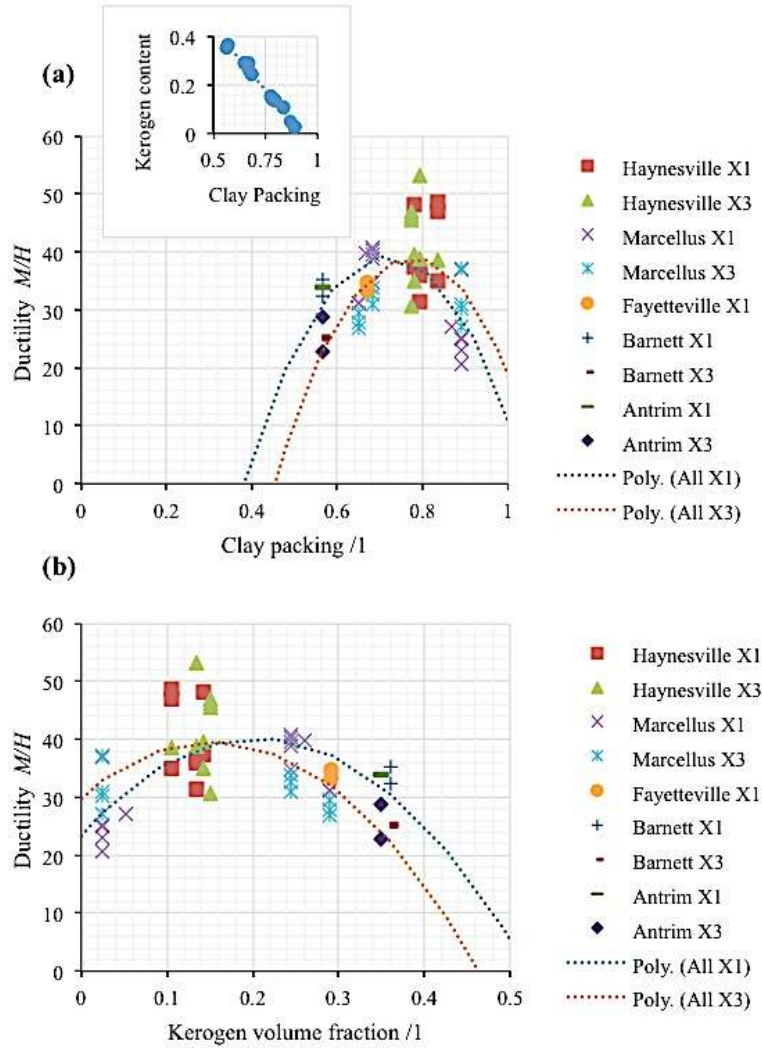 (a)
Kerogen content
0.4
0.2
0
0.5
0.75
1
Clay Packing
Ductility M/H
60
50
40
30
20
10
0
0
0.2
0.4
0.6
0.8
1
Clay packing /1
Haynesville X1
Haynesville X3
Marcellus X1
Marcellus X3
Fayetteville X1
Barnett X1
Barnett X3
Antrim X1
Antrim X3
Poly. (All X1)
Poly. (All X3)
(b)
Ductility M/H
60
50
40
30
20
10
0
0
0.1
0.2
0.3
0.4
0.5
Kerogen volume fraction /1
Haynesville X1
Haynesville X3
Marcellus X1
Marcellus X3
Fayetteville X1
Barnett X1
Barnett X3
Antrim X1
Antrim X3
Poly. (All X1)
Poly. (All X3)